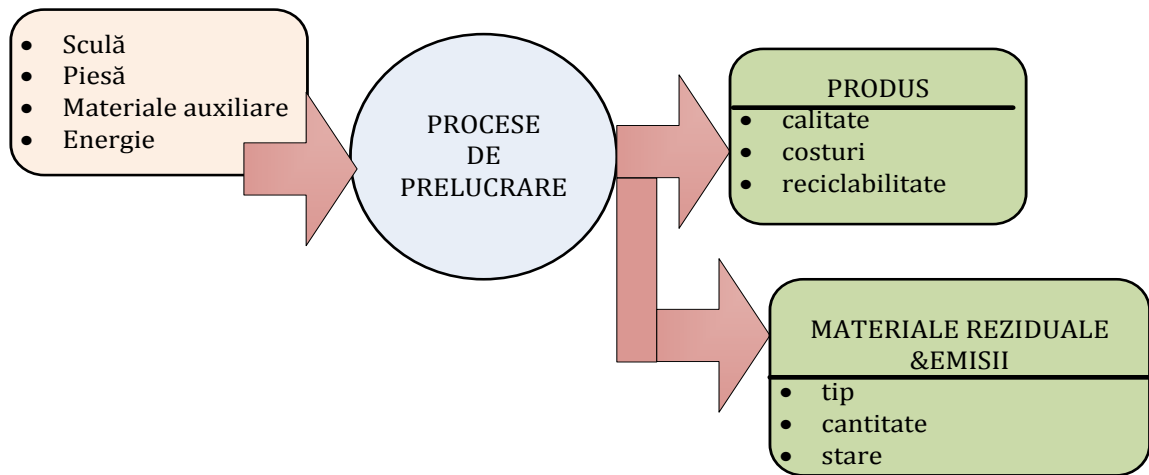 • Sculă
• Piesă
• Materiale auxiliare
• Energie
PROCESE
DE
PRELUCRARE
PRODUS
• calitate
• costuri
• reciclabilitate
MATERIALE REZIDUALE
&EMISII
• tip
• cantitate
• stare